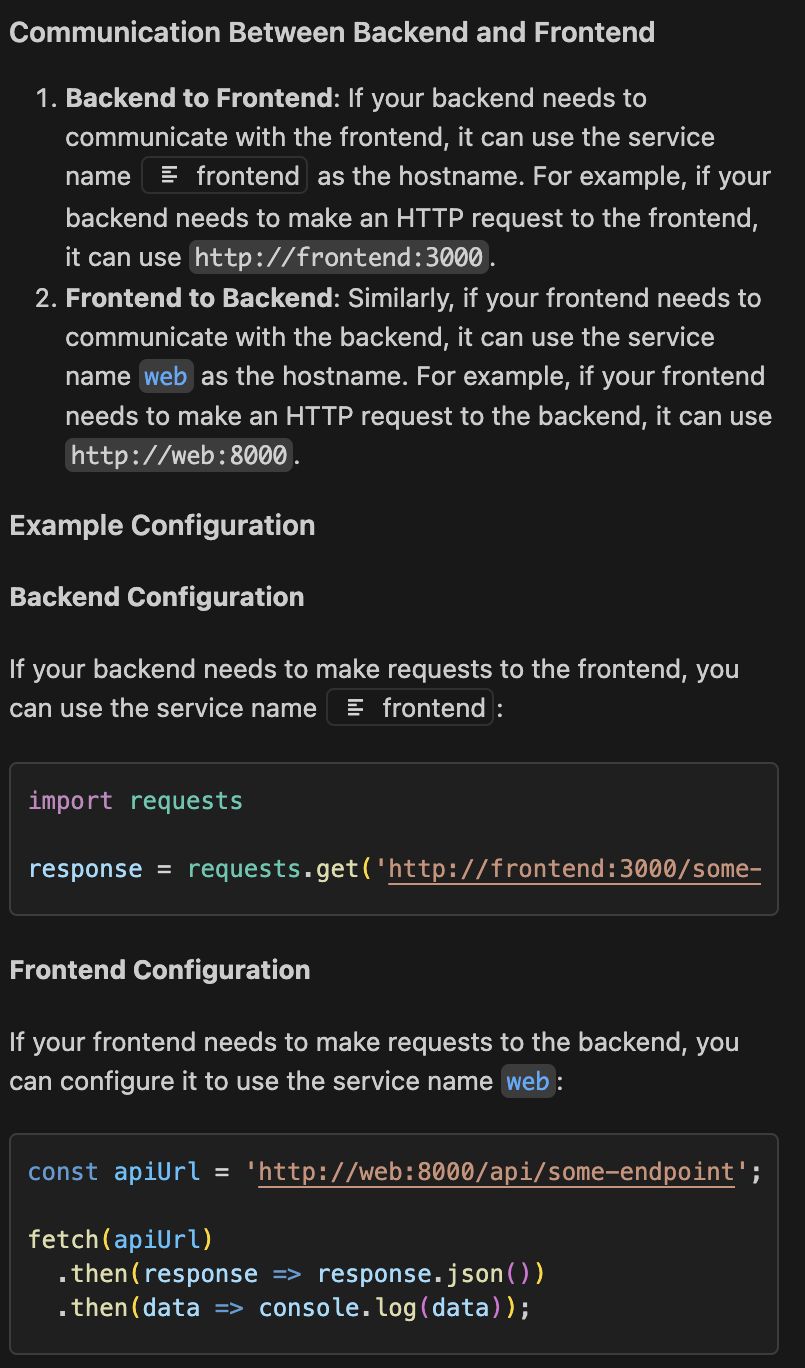 Communication Between Backend and Frontend
1. Backend to Frontend: If your backend needs to
communicate with the frontend, it can use the service
name frontend as the hostname. For example, if your
backend needs to make an HTTP request to the frontend,
it can use http://frontend:3000.
2. Frontend to Backend: Similarly, if your frontend needs to
communicate with the backend, it can use the service
name web as the hostname. For example, if your frontend
needs to make an HTTP request to the backend, it can use
http://web:8000.
Example Configuration
Backend Configuration
If your backend needs to make requests to the frontend, you
can use the service name frontend:
import requests
response = requests.get('http://frontend:3000/some-
Frontend Configuration
If your frontend needs to make requests to the backend, you
can configure it to use the service name web:
const apiUrl = 'http://web:8000/api/some-endpoint';
fetch(apiUrl)
  .then(response => response.json())
  .then(data => console.log(data));